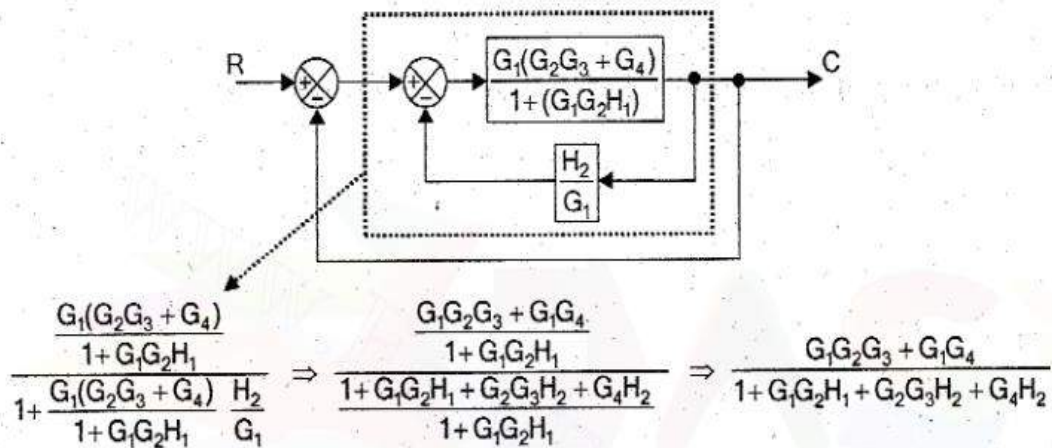 R + - + - G₁(G₂G₃ + G₄) / 1 + (G₁G₂H₁) C
H₂ / G₁
G₁(G₂G₃ + G₄) / 1 + G₁G₂H₁ / 1 + G₁(G₂G₃ + G₄) / 1 + G₁G₂H₁ H₂ / G₁ ⇒ G₁G₂G₃ + G₁G₄ / 1 + G₁G₂H₁ / 1 + G₁G₂H₁ + G₂G₃H₂ + G₄H₂ / 1 + G₁G₂H₁ ⇒ G₁G₂G₃ + G₁G₄ / 1 + G₁G₂H₁ + G₂G₃H₂ + G₄H₂